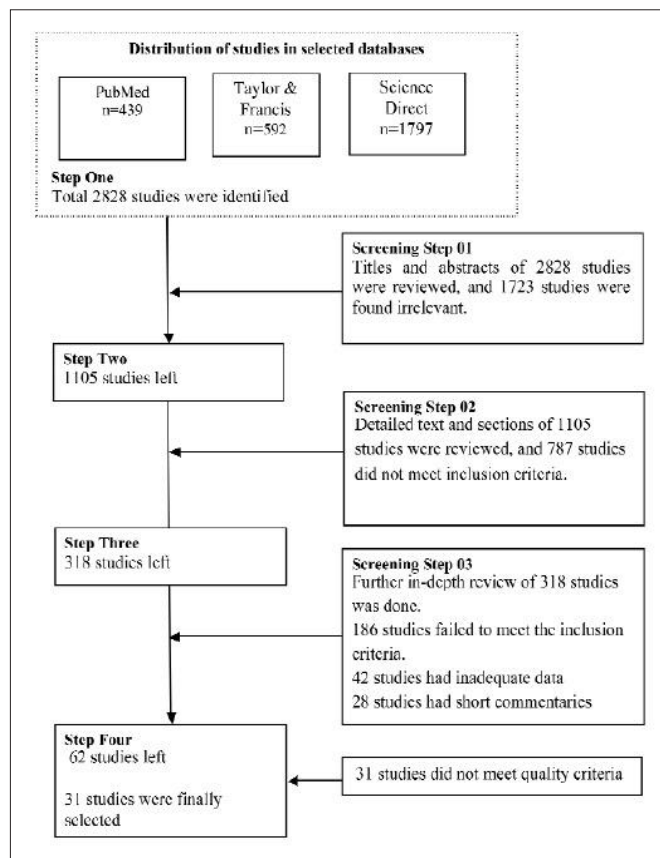 Distribution of studies in selected databases
PubMed
n=439
Taylor &
Francis
n=592
Science
Direct
n=1797
Step One
Total 2828 studies were identified
Screening Step 01
Titles and abstracts of 2828 studies
were reviewed, and 1723 studies were
found irrelevant.
Step Two
1105 studies left
Screening Step 02
Detailed text and sections of 1105
studies were reviewed, and 787 studies
did not meet inclusion criteria.
Step Three
318 studies left
Screening Step 03
Further in-depth review of 318 studies
was done.
186 studies failed to meet the inclusion
criteria.
42 studies had inadequate data
28 studies had short commentaries
Step Four
62 studies left
31 studies were finally
selected
31 studies did not meet quality criteria